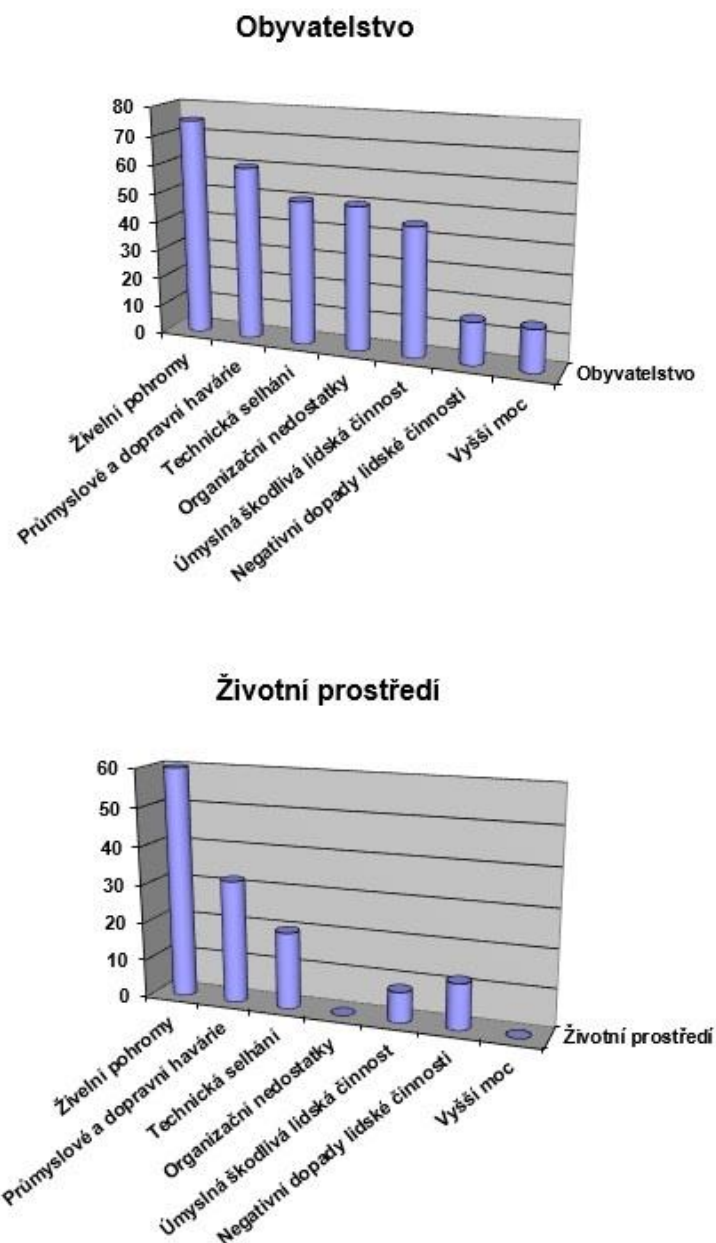 Obyvatelstvo
80
70
60
50
40
30
20
10
0
Živelní pohromy
Průmyslové a dopravní havárie
Technická selhání
Organizační nedostatky
Úmyslná škodlivá lidská činnost
Negativní dopady lidské činnosti
Vyšší moc
Obyvatelstvo
Životní prostředí
60
50
40
30
20
10
0
Živelní pohromy
Průmyslové a dopravní havárie
Technická selhání
Organizační nedostatky
Úmyslná škodlivá lidská činnost
Negativní dopady lidské činnosti
Vyšší moc
Životní prostředí